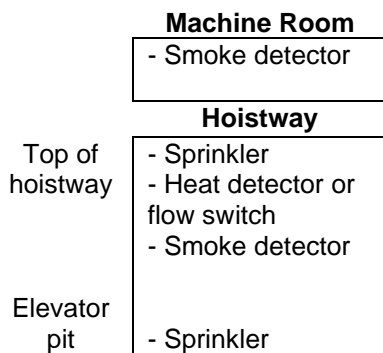 Machine Room
- Smoke detector
Hoistway
Top of
hoistway
- Sprinkler
- Heat detector or
flow switch
- Smoke detector
Elevator
pit
- Sprinkler